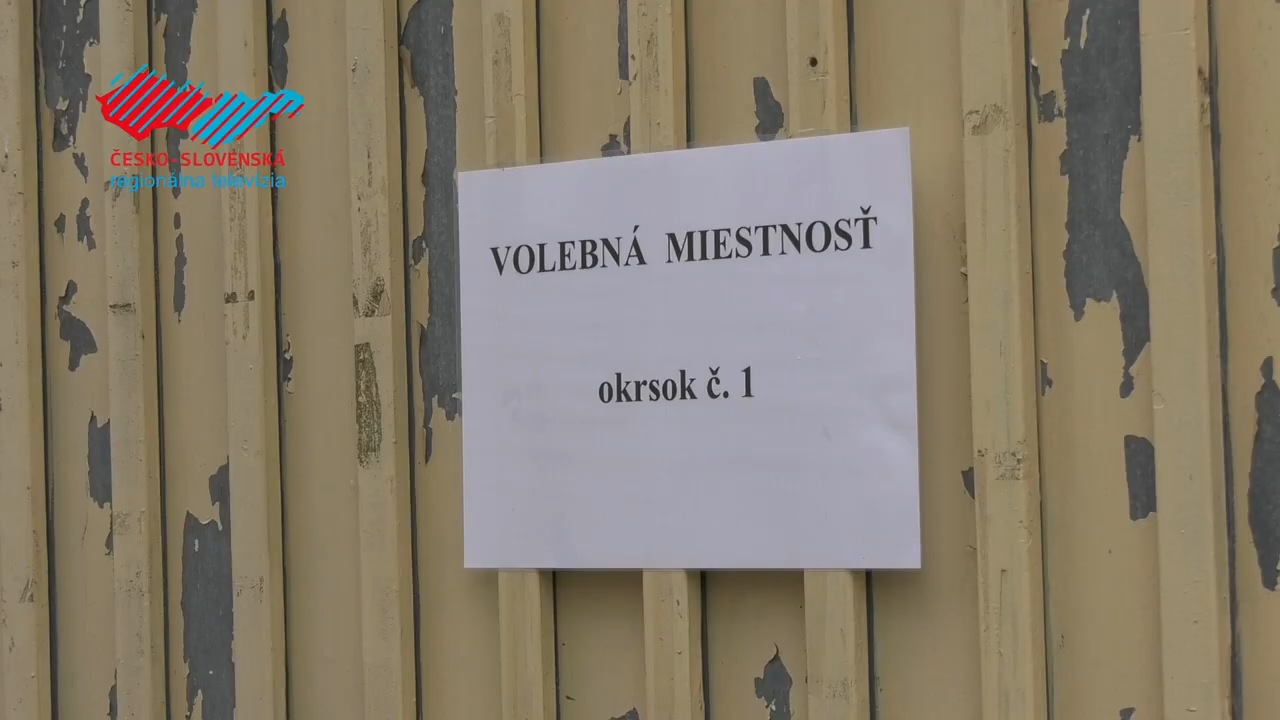 ČESKO-SLOVENSKÁ
regionálna televízia
VOLEBNÁ MIESTNOSŤ
okrsok č. 1